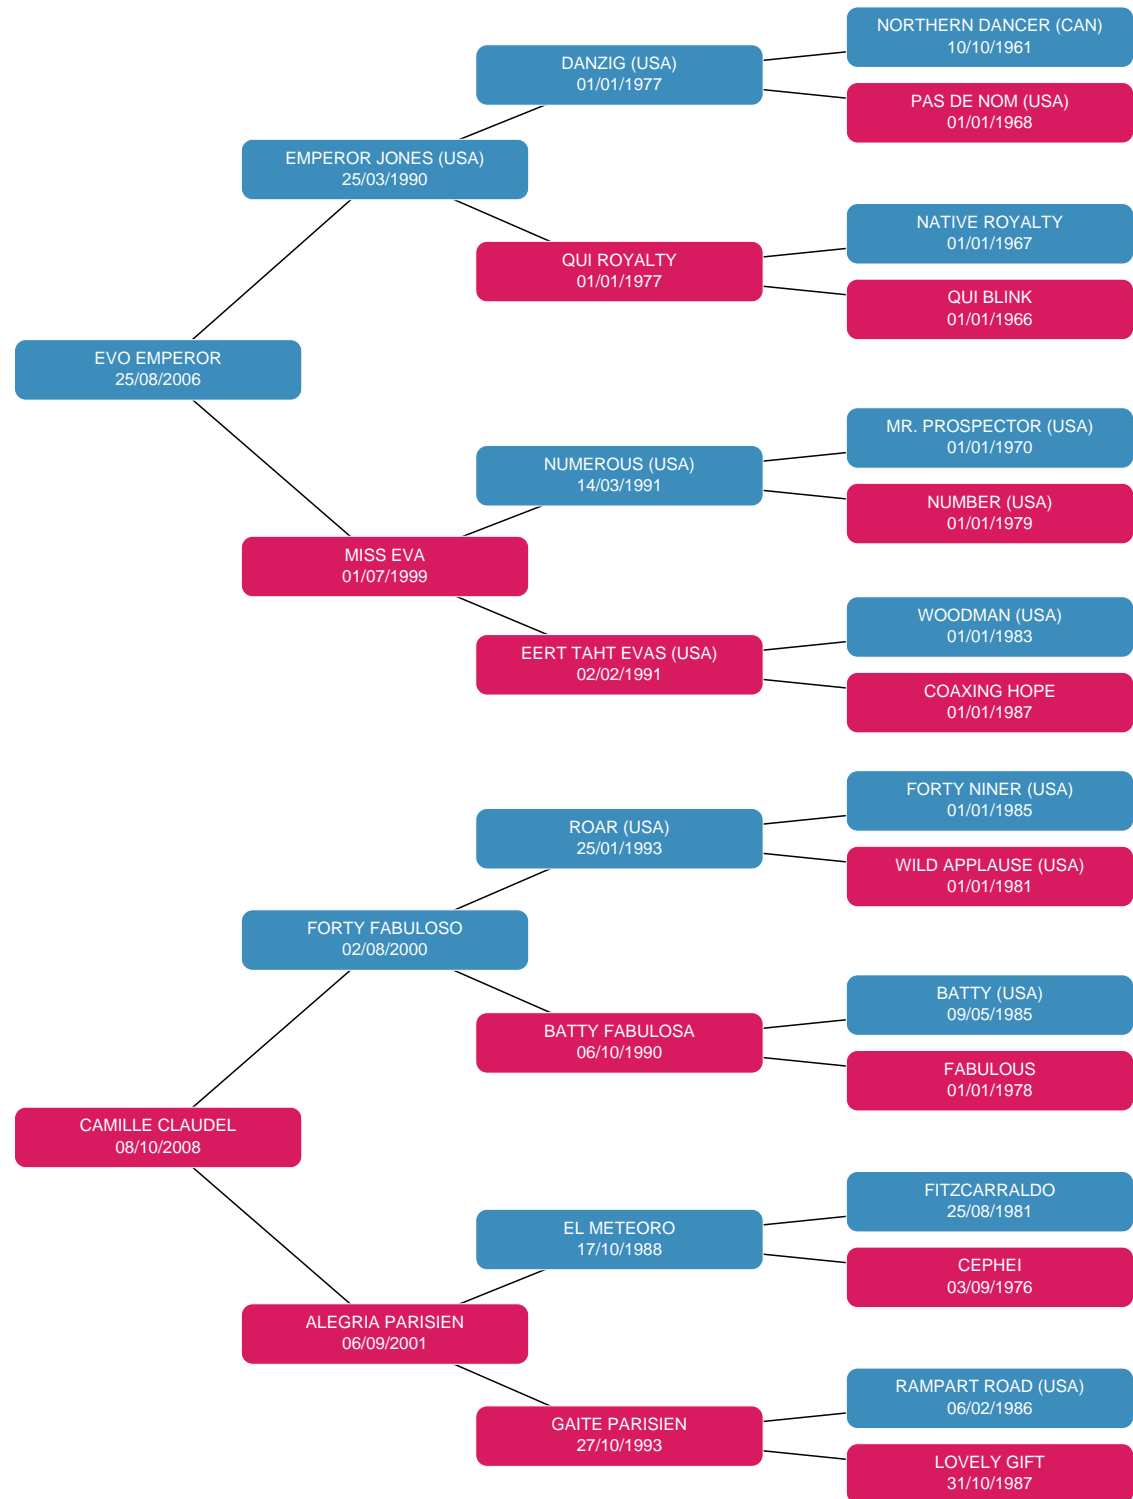 NORTHERN DANCER (CAN)
10/10/1961
DANZIG (USA)
01/01/1977
PAS DE NOM (USA)
01/01/1968
EMPEROR JONES (USA)
25/03/1990
NATIVE ROYALTY
01/01/1967
QUI ROYALTY
01/01/1977
QUI BLINK
01/01/1966
EVO EMPEROR
25/08/2006
MR. PROSPECTOR (USA)
01/01/1970
NUMEROUS (USA)
14/03/1991
NUMBER (USA)
01/01/1979
MISS EVA
01/07/1999
WOODMAN (USA)
01/01/1983
EERT TAHT EVAS (USA)
02/02/1991
COAXING HOPE
01/01/1987
FORTY NINER (USA)
01/01/1985
ROAR (USA)
25/01/1993
WILD APPLAUSE (USA)
01/01/1981
FORTY FABULOSO
02/08/2000
BATTY (USA)
09/05/1985
BATTY FABULOSA
06/10/1990
FABULOUS
01/01/1978
CAMILLE CLAUDEL
08/10/2008
FITZCARRALDO
25/08/1981
EL METEORO
17/10/1988
CEPHEI
03/09/1976
ALEGRIA PARISIEN
06/09/2001
RAMPART ROAD (USA)
06/02/1986
GAITE PARISIEN
27/10/1993
LOVELY GIFT
31/10/1987